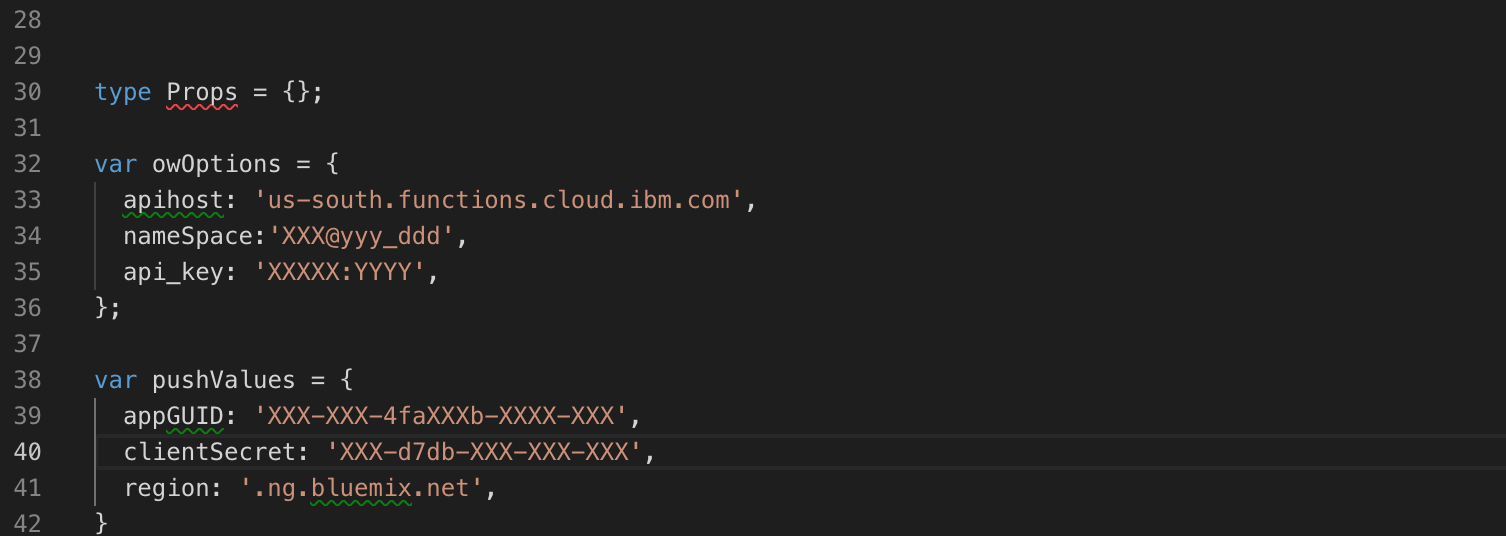 28
29
30 type Props = {};
31
32 var owOptions = {
33 apihost: 'us-south.functions.cloud.ibm.com',
34 nameSpace:'XXX@yyy_ddd',
35 api_key: 'XXXXX:YYYY',
36 };
37
38 var pushValues = {
39 appGUID: 'XXX-XXX-4faXXXb-XXXX-XXX',
40 clientSecret: 'XXX-d7db-XXX-XXX-XXX',
41 region: '.ng.bluemix.net',
42 }